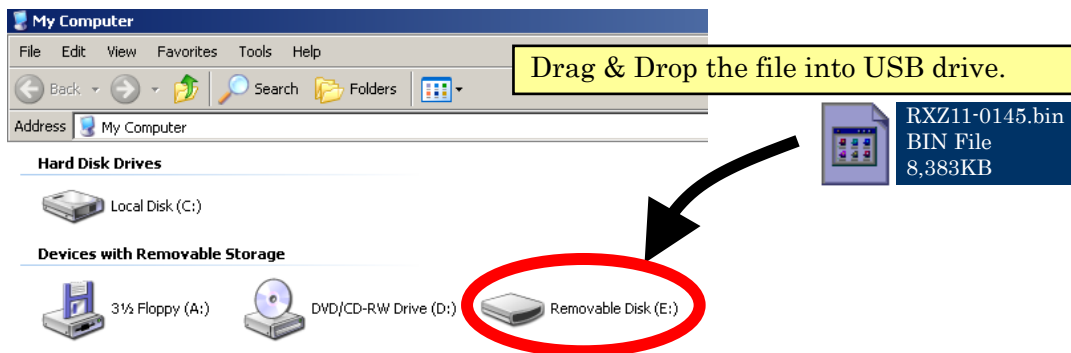 My Computer
File Edit View Favorites Tools Help
Drag & Drop the file into USB drive.
Back Search Folders
Address My Computer
RXZ11-0145.bin
BIN File
8,383KB
Hard Disk Drives
Local Disk (C:)
Devices with Removable Storage
3½ Floppy (A:) DVD/CD-RW Drive (D:) Removable Disk (E:)